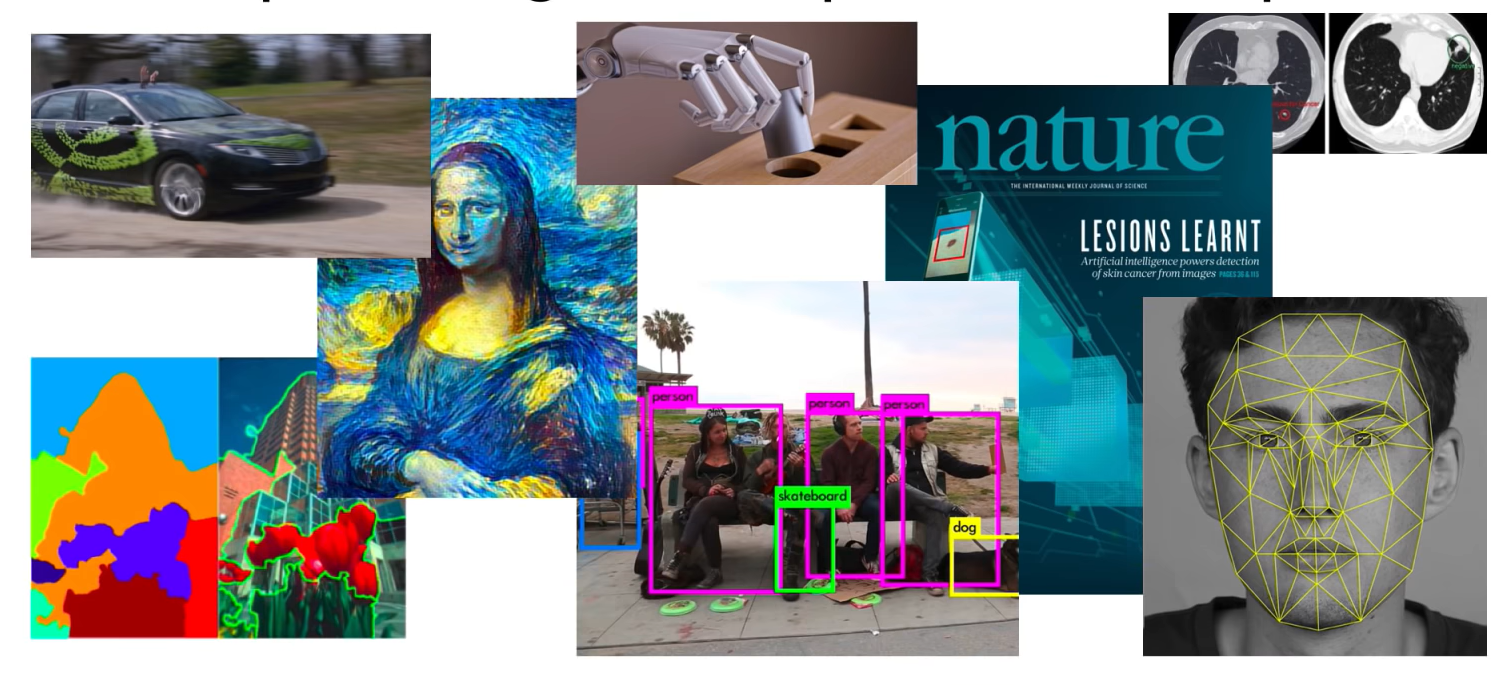 nature
THE INTERNATIONAL WEEKLY JOURNAL OF SCIENCE
LESIONS LEARNT
Artificial intelligence powers detection
of skin cancer from images PAGES 36 & 115
negative
person
person
person
skateboard
dog